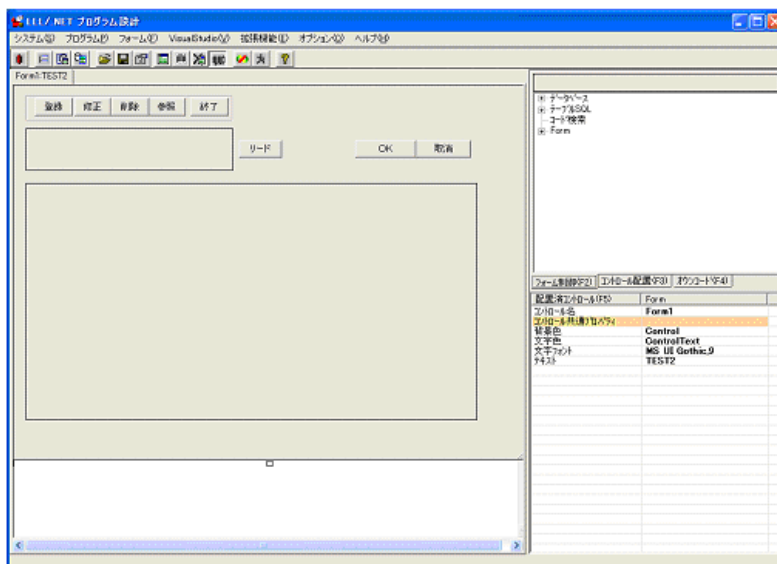 .NET プログラム設計
システム(S) プログラム(P) フォーム(Y) VisualStudio(V) 拡張機能(I) オプション(O) ヘルプ(H)
Form1:TEST2
登録 修正 削除 参照 終了
リード OK 取消
データベース
テーブルSQL
コード検索
Form
フォーム制御(F2) コントロール配置(F3) オウンコード(F4)
配置済コントロール(F5) Form
コントロール名 Form1
コントロール共通プロパティ
背景色 Control
文字色 ControlText
文字フォント MS UI Gothic,9
テキスト TEST2